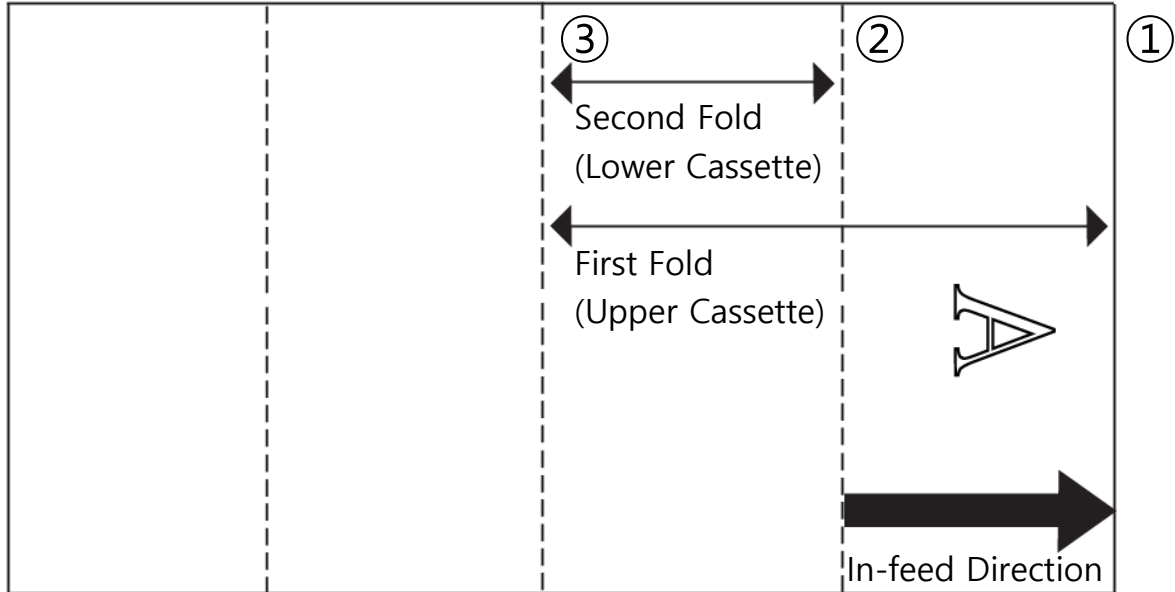 ③ ② ①
Second Fold
(Lower Cassette)
First Fold
(Upper Cassette)
A
In-feed Direction